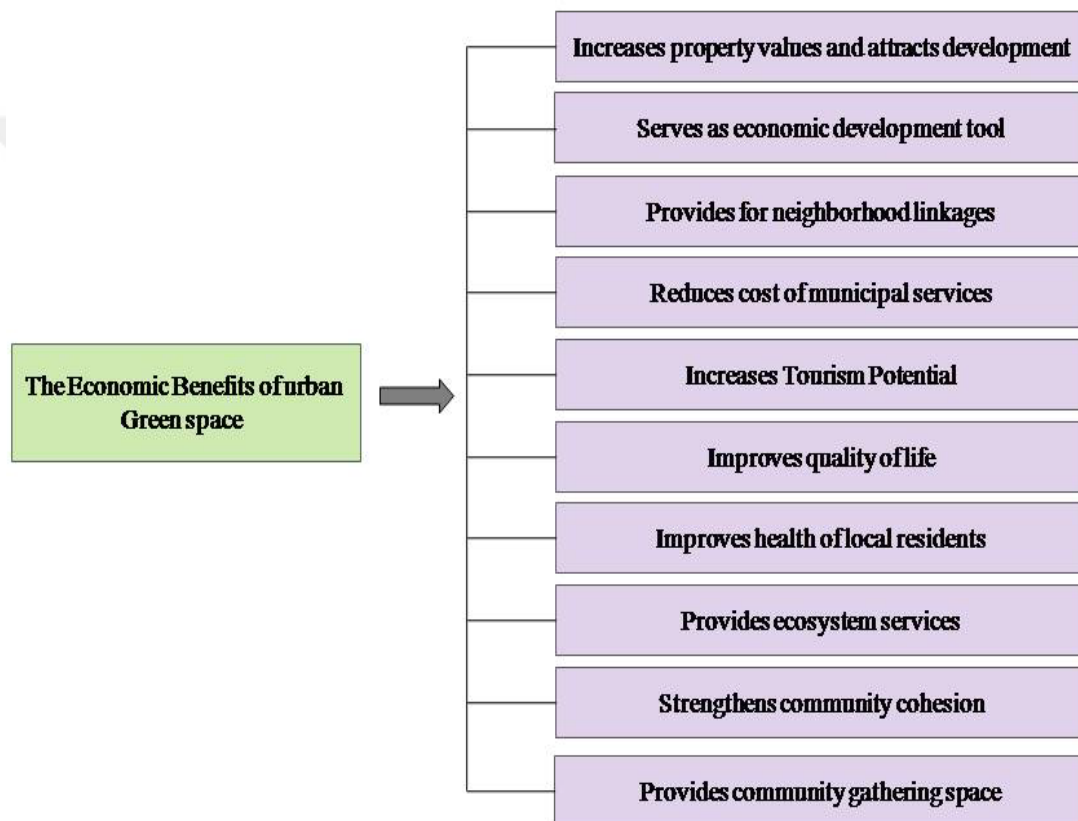 Increases property values and attracts development
Serves as economic development tool
Provides for neighborhood linkages
Reduces cost of municipal services
The Economic Benefits of urban
Green space
Increases Tourism Potential
Improves quality of life
Improves health of local residents
Provides ecosystem services
Strengthens community cohesion
Provides community gathering space